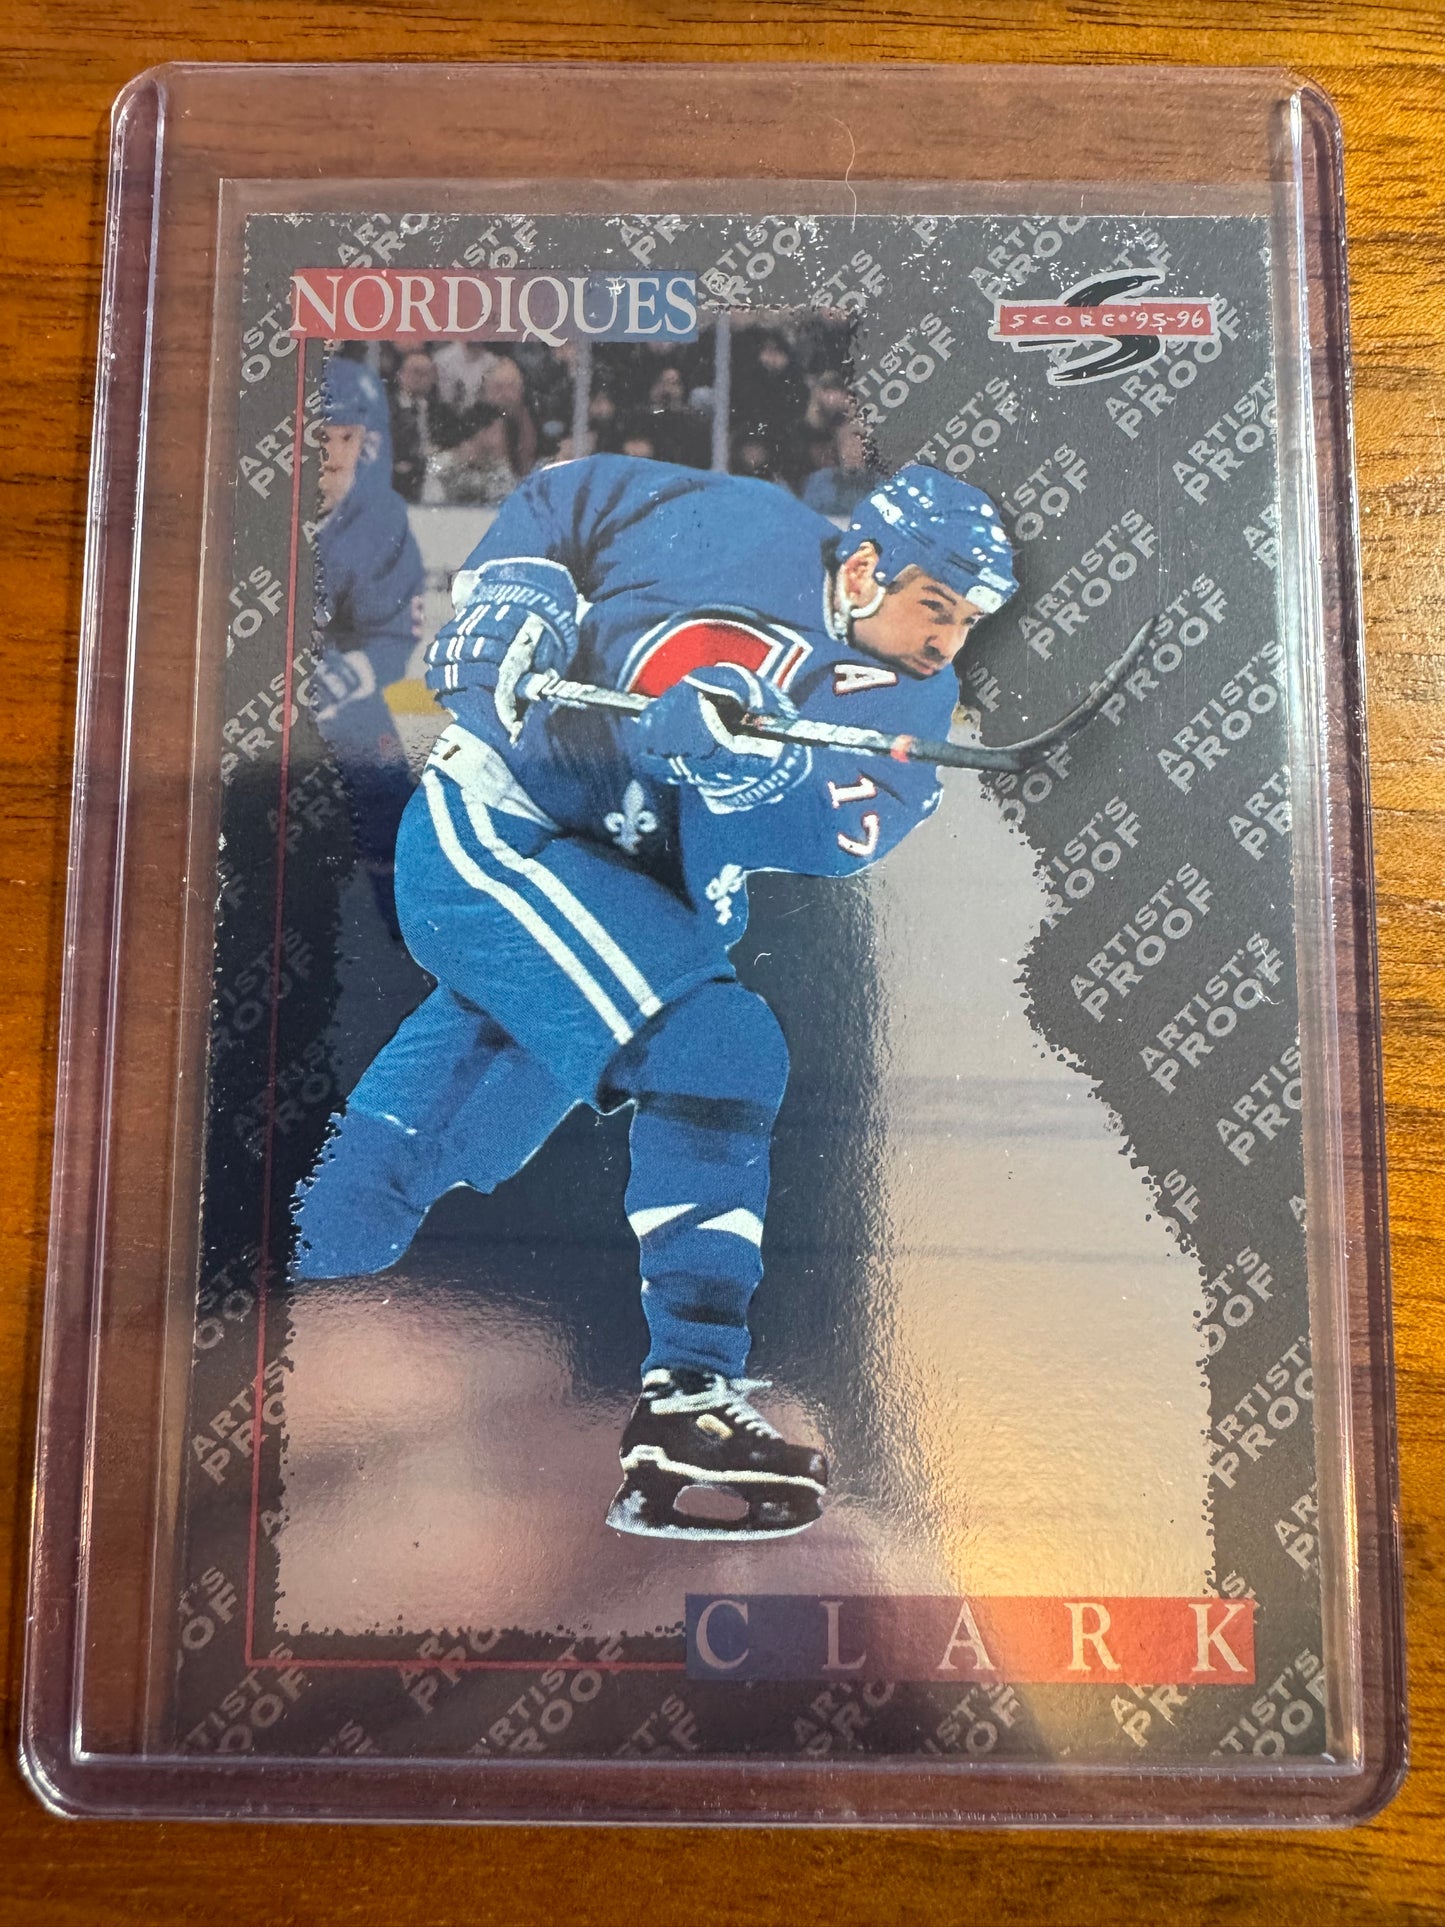 NORDIQUES
SCORE®'95-96
ARTIST'S
PROOF
A
17
CLARK